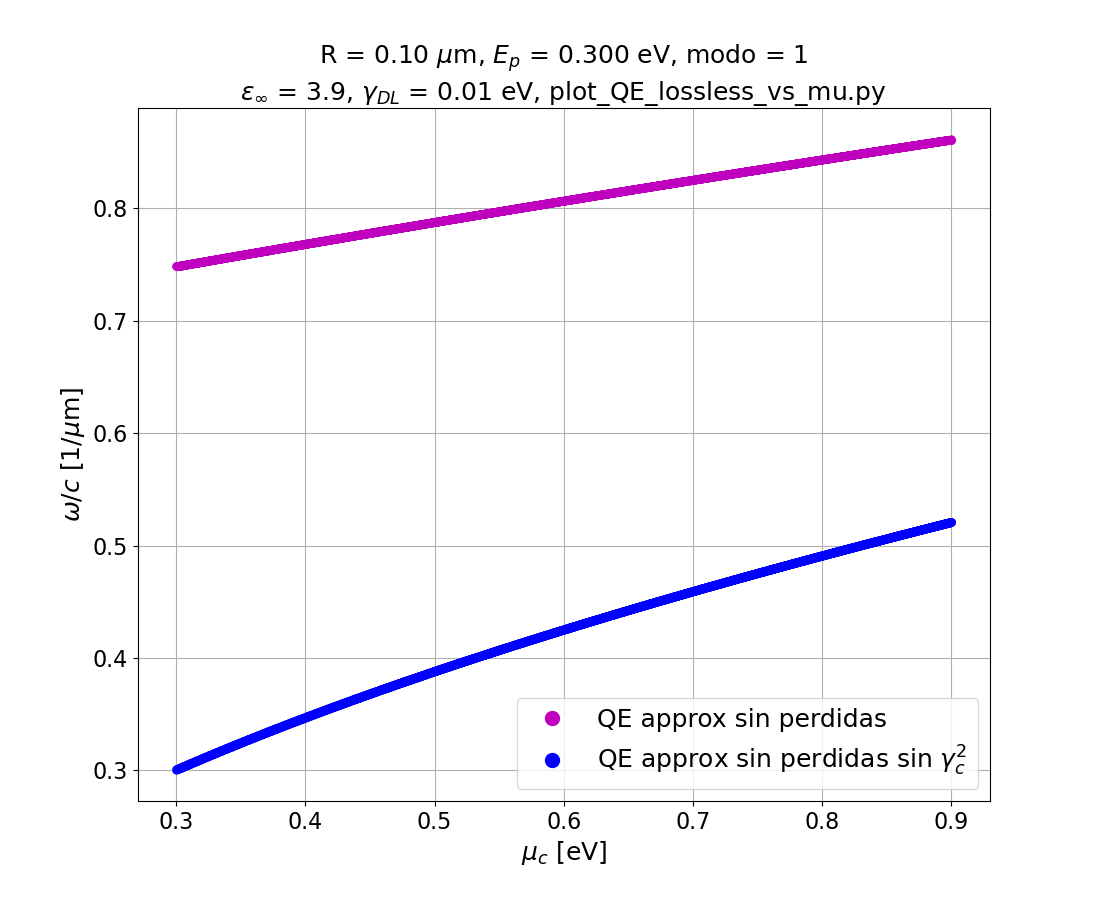 R = 0.10 μm, E_p = 0.300 eV, modo = 1
ε_∞ = 3.9, γ_DL = 0.01 eV, plot_QE_lossless_vs_mu.py
ω/c [1/μm]
0.8
0.7
0.6
0.5
0.4
0.3
QE approx sin perdidas
QE approx sin perdidas sin γ_c^2
0.3 0.4 0.5 0.6 0.7 0.8 0.9
μ_c [eV]